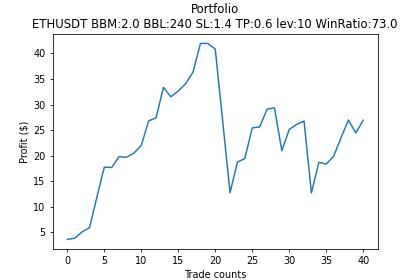 Portfolio
ETHUSDT BBM:2.0 BBL:240 SL:1.4 TP:0.6 lev:10 WinRatio:73.0
40
35
30
25
20
15
10
5
Profit ($)
0 5 10 15 20 25 30 35 40
Trade counts